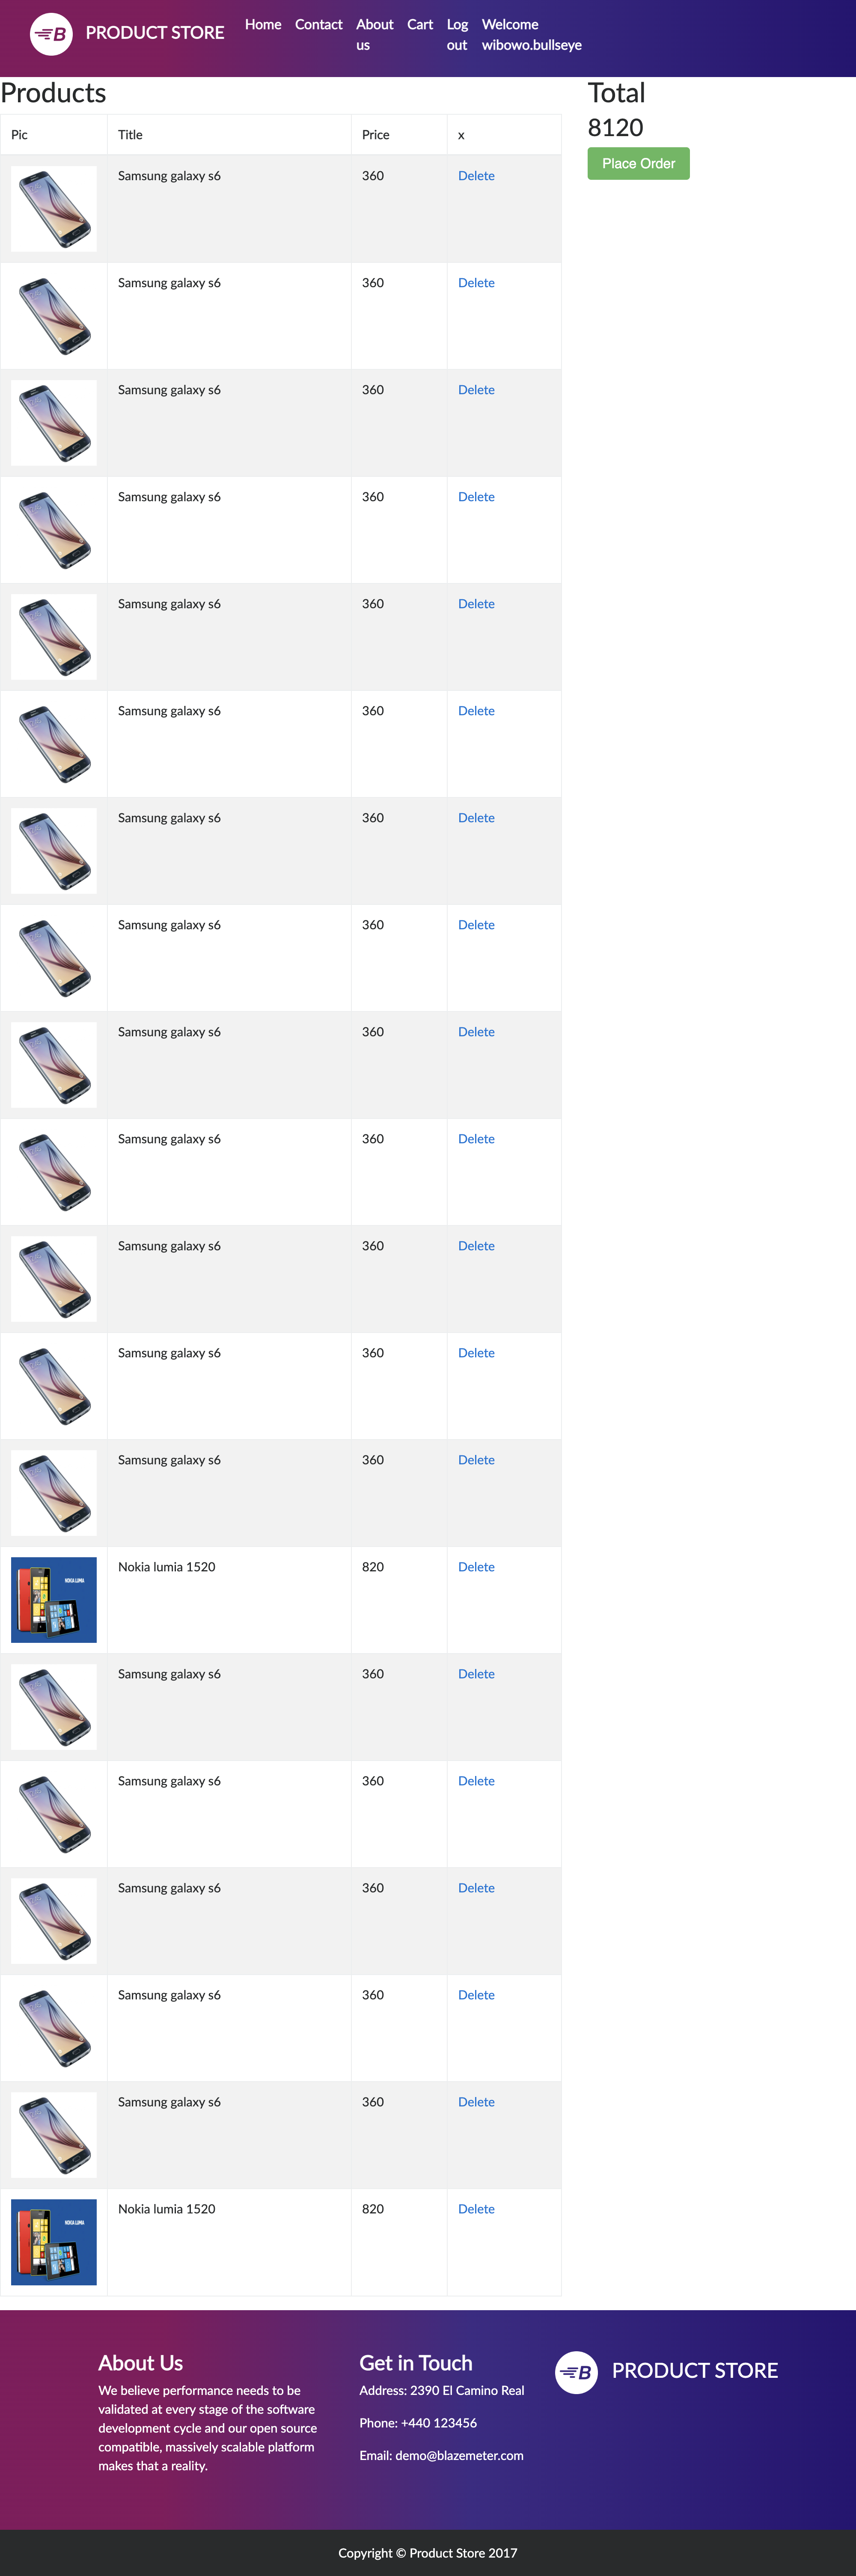 PRODUCT STORE
Home Contact About us Cart Log out Welcome wibowo.bullseye
Products
Pic Title Price x
Samsung galaxy s6 360 Delete
Samsung galaxy s6 360 Delete
Samsung galaxy s6 360 Delete
Samsung galaxy s6 360 Delete
Samsung galaxy s6 360 Delete
Samsung galaxy s6 360 Delete
Samsung galaxy s6 360 Delete
Samsung galaxy s6 360 Delete
Samsung galaxy s6 360 Delete
Samsung galaxy s6 360 Delete
Samsung galaxy s6 360 Delete
Samsung galaxy s6 360 Delete
Samsung galaxy s6 360 Delete
NOKIA LUMIA
Nokia lumia 1520 820 Delete
Samsung galaxy s6 360 Delete
Samsung galaxy s6 360 Delete
Samsung galaxy s6 360 Delete
Samsung galaxy s6 360 Delete
Samsung galaxy s6 360 Delete
NOKIA LUMIA
Nokia lumia 1520 820 Delete
Total
8120
Place Order
About Us
We believe performance needs to be
validated at every stage of the software
development cycle and our open source
compatible, massively scalable platform
makes that a reality.
Get in Touch
Address: 2390 El Camino Real
Phone: +440 123456
Email: demo@blazemeter.com
B
PRODUCT STORE
Copyright © Product Store 2017